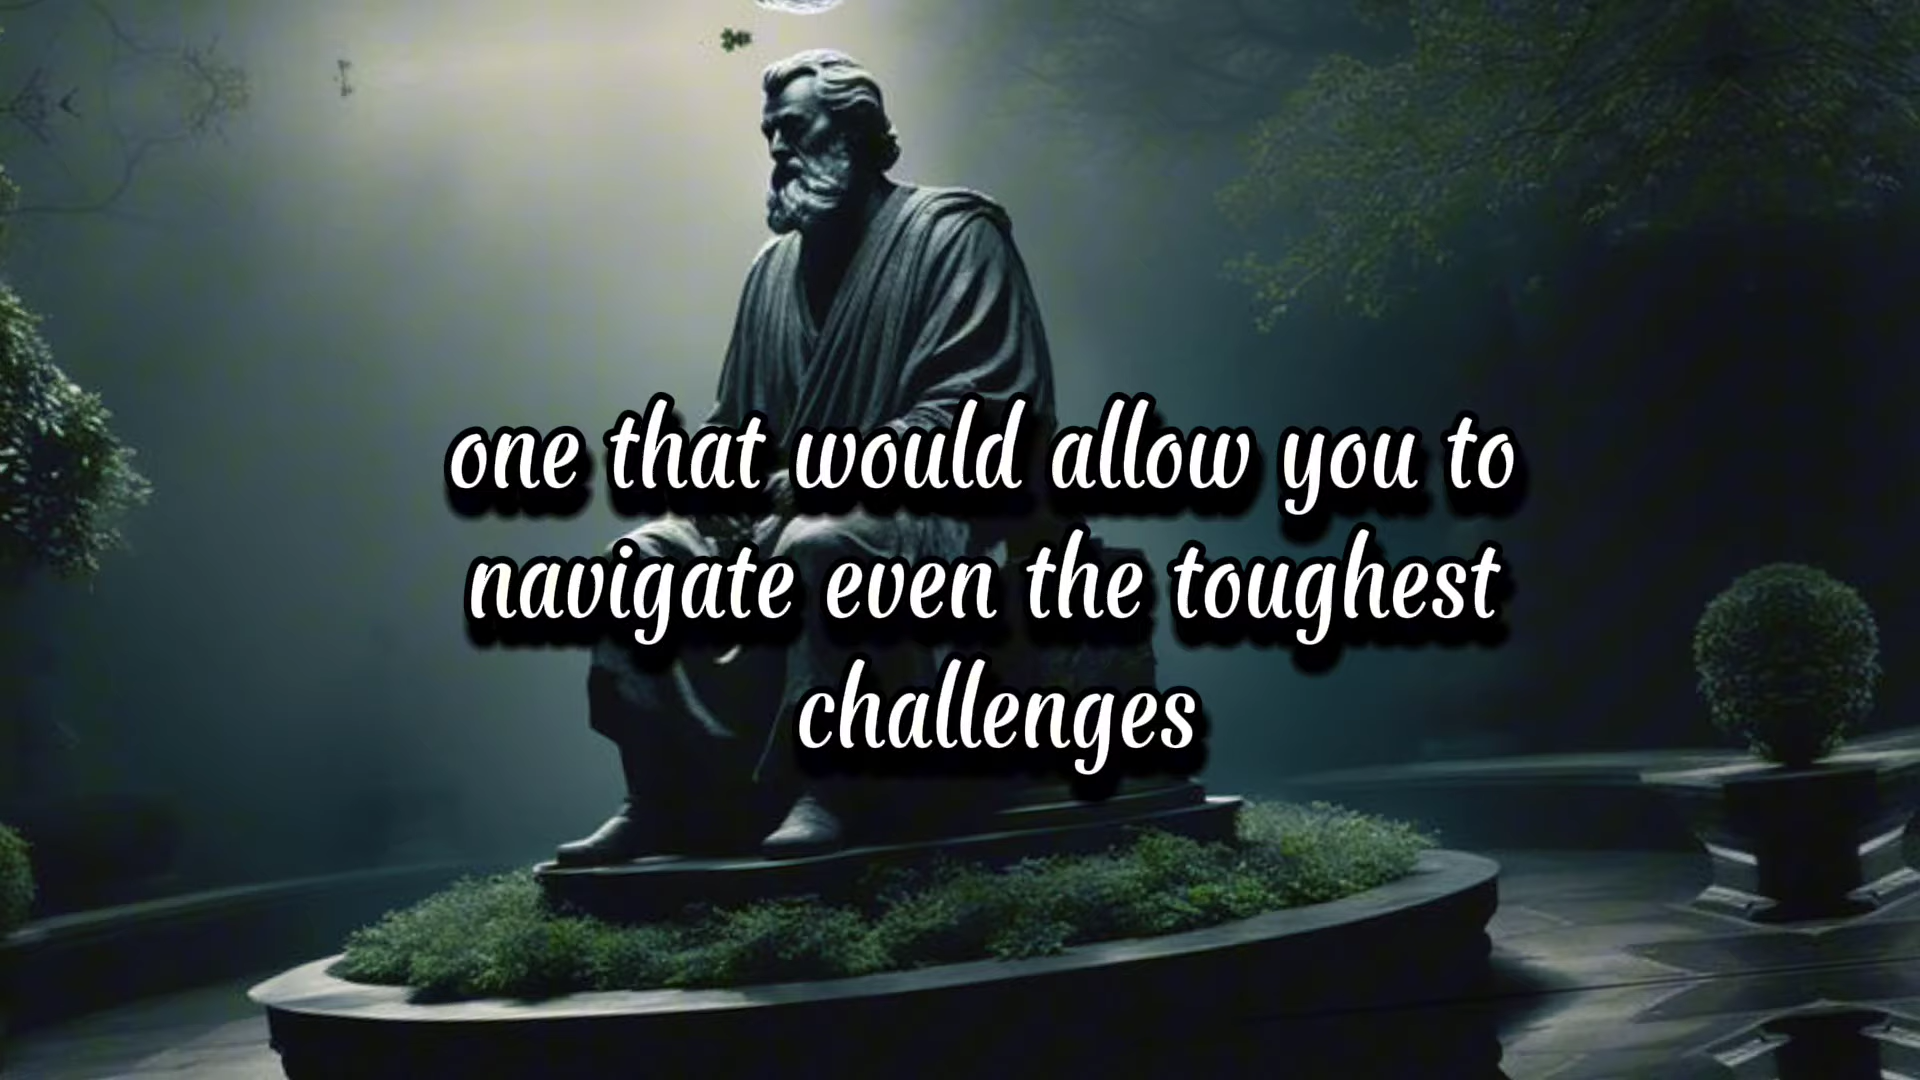 one that would allow you to
navigate even the toughest
challenges